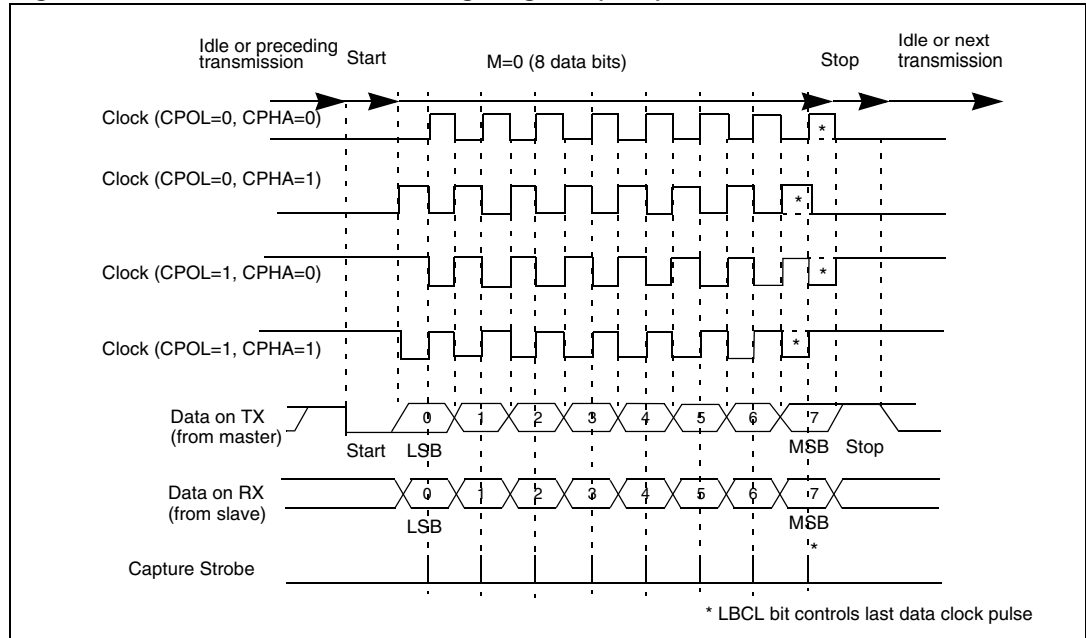 Idle or preceding
transmission
Start
M=0 (8 data bits)
Stop
Idle or next
transmission
Clock (CPOL=0, CPHA=0)
*
Clock (CPOL=0, CPHA=1)
*
Clock (CPOL=1, CPHA=0)
*
Clock (CPOL=1, CPHA=1)
*
Data on TX
(from master)
0 1 2 3 4 5 6 7
Start LSB MSB Stop
Data on RX
(from slave)
0 1 2 3 4 5 6 7
LSB MSB
*
Capture Strobe
* LBCL bit controls last data clock pulse